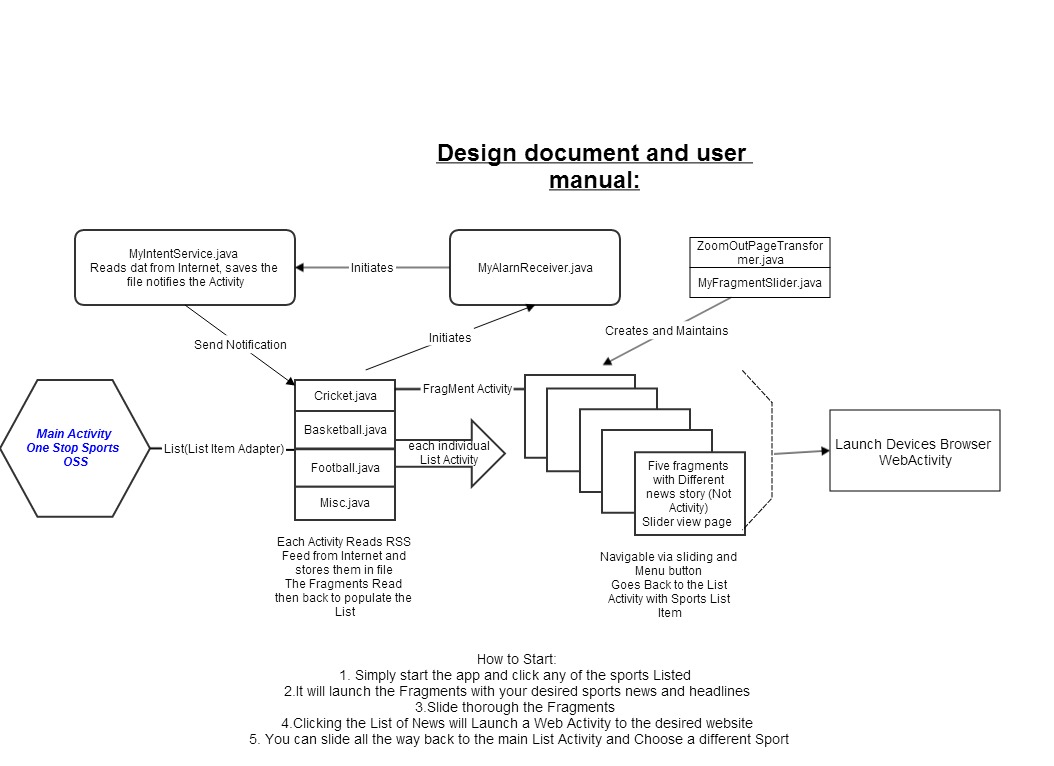 Design document and user
manual:
MyIntentService.java
Reads dat from Internet, saves the
file notifies the Activity
Initiates
MyAlarnReceiver.java
ZoomOutPageTransfor
mer.java
MyFragmentSlider.java
Send Notification
Initiates
Creates and Maintains
Main Activity
One Stop Sports
OSS
List(List Item Adapter)
Cricket.java
Basketball.java
Football.java
Misc.java
FragMent Activity
each individual
List Activity
Five fragments
with Different
news story (Not
Activity)
Slider view page
Launch Devices Browser
WebActivity
Each Activity Reads RSS
Feed from Internet and
stores them in file
The Fragments Read
then back to populate the
List
Navigable via sliding and
Menu button
Goes Back to the List
Activity with Sports List
Item
How to Start:
1. Simply start the app and click any of the sports Listed
2.It will launch the Fragments with your desired sports news and headlines
3.Slide thorough the Fragments
4.Clicking the List of News will Launch a Web Activity to the desired website
5. You can slide all the way back to the main List Activity and Choose a different Sport